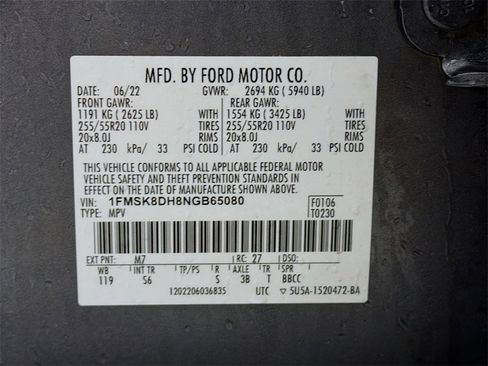 MFD. BY FORD MOTOR CO.
DATE: 06/22 GVWR: 2694 KG ( 5940 LB)
FRONT GAWR: REAR GAWR:
1191 KG ( 2625 LB) WITH 1554 KG ( 3425 LB) WITH
255/55R20 110V TIRES 255/55R20 110V TIRES
20x8.0J RIMS 20x8.0J RIMS
AT 230 kPa/ 33 PSI COLD AT 230 kPa/ 33 PSI COLD
THIS VEHICLE CONFORMS TO ALL APPLICABLE FEDERAL MOTOR
VEHICLE SAFETY AND THEFT PREVENTION STANDARDS IN
EFFECT ON THE DATE OF MANUFACTURE SHOWN ABOVE.
VIN: 1FMSK8DH8NGB65080 F0106
TYPE: MPV T0230
EXT PNT: M7 RC: 27 DSO:
WB INT TR TP/PS R AXLE TR SPR
119 S6 S 3B T BBCC
1202206036835 UTC ▽ 5U5A-1520472-BA